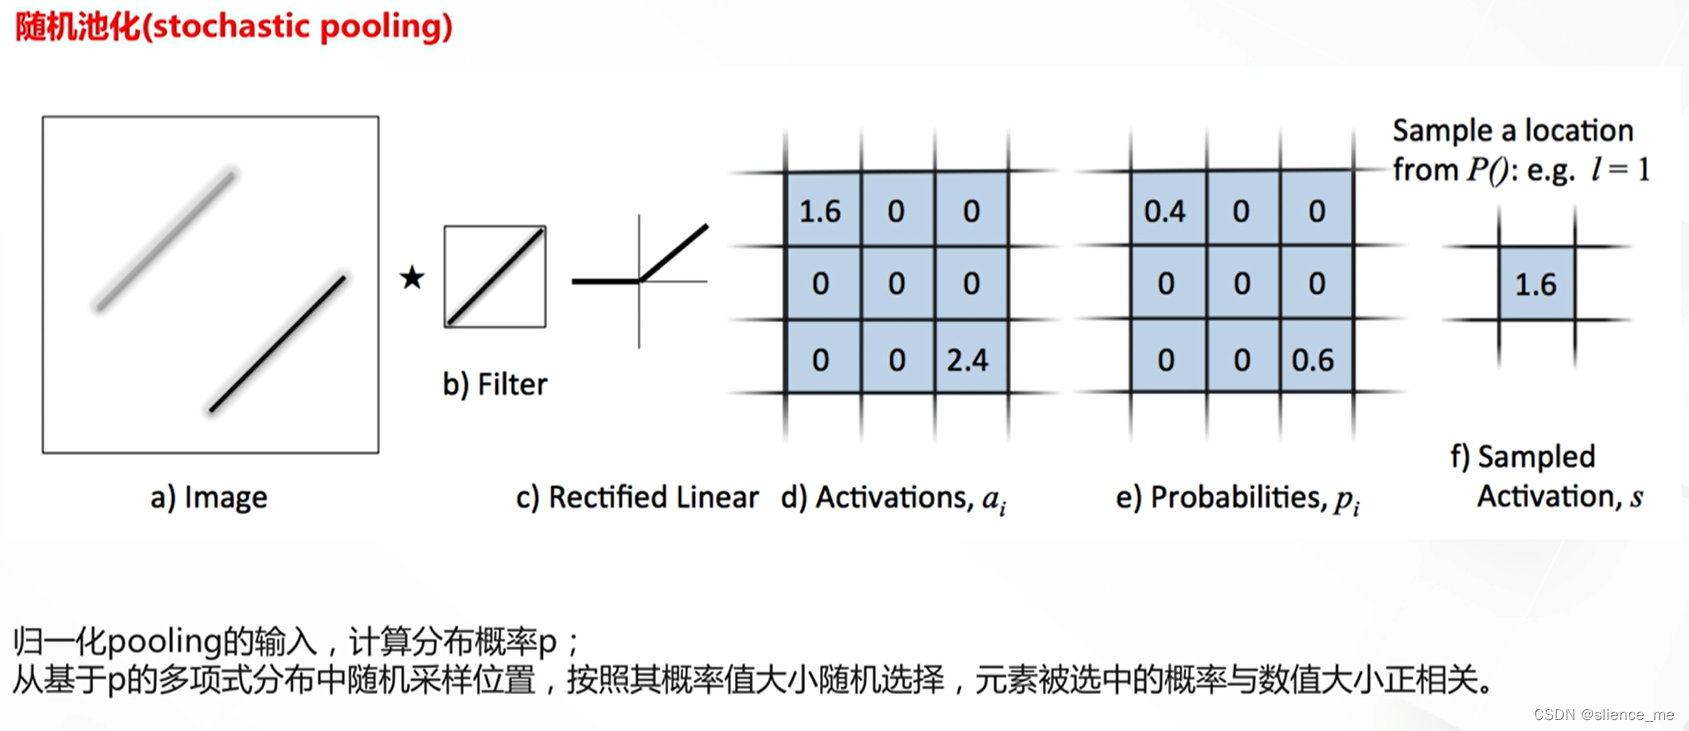 随机池化(stochastic pooling)
Sample a location
from P(): e.g. l = 1
1.6 0 0
0 0 0
0 0 2.4
0.4 0 0
0 0 0
0 0 0.6
1.6
b) Filter
a) Image
c) Rectified Linear
d) Activations, aᵢ
e) Probabilities, pᵢ
f) Sampled
Activation, s
归一化pooling的输入，计算分布概率p；
从基于p的多项式分布中随机采样位置，按照其概率值大小随机选择，元素被选中的概率与数值大小正相关。
CSDN @slience_me